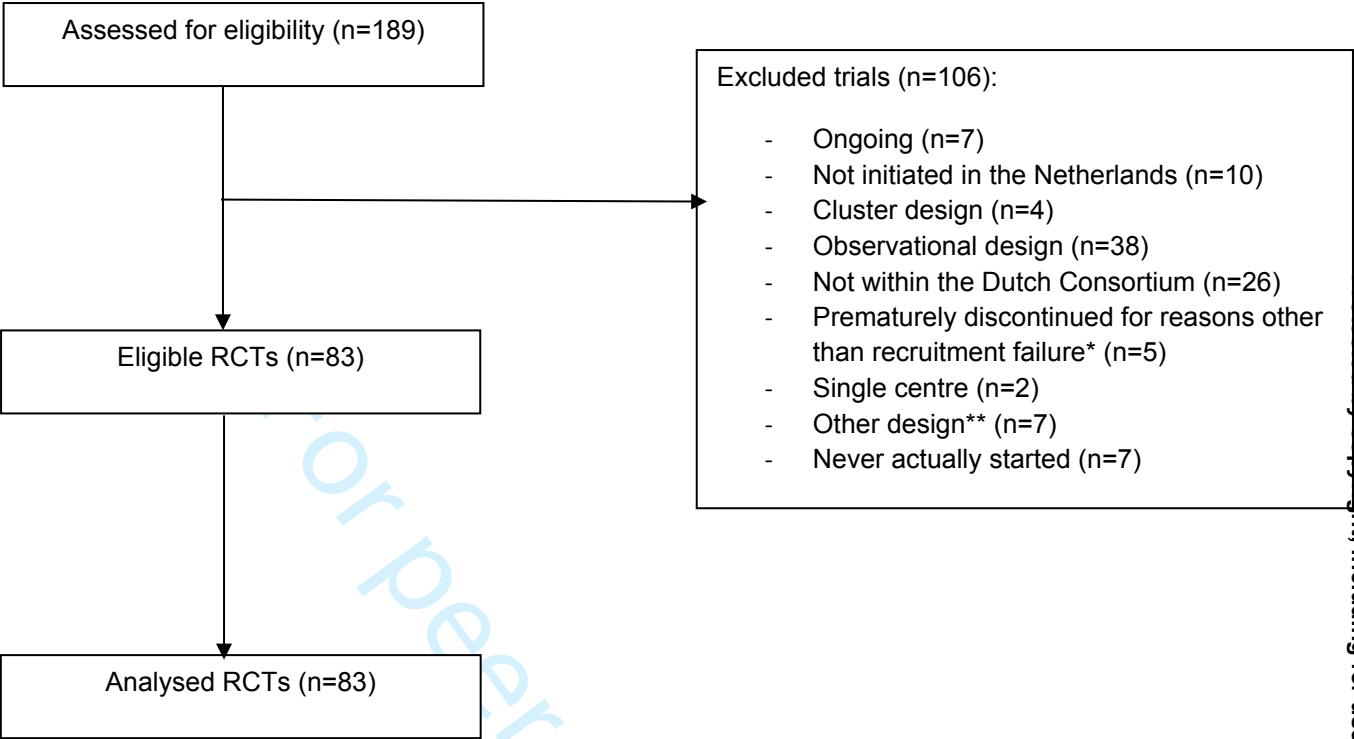 Assessed for eligibility (n=189)
Excluded trials (n=106):
- Ongoing (n=7)
- Not initiated in the Netherlands (n=10)
- Cluster design (n=4)
- Observational design (n=38)
- Not within the Dutch Consortium (n=26)
- Prematurely discontinued for reasons other
than recruitment failure* (n=5)
- Single centre (n=2)
- Other design** (n=7)
- Never actually started (n=7)
Eligible RCTs (n=83)
Analysed RCTs (n=83)
or peer